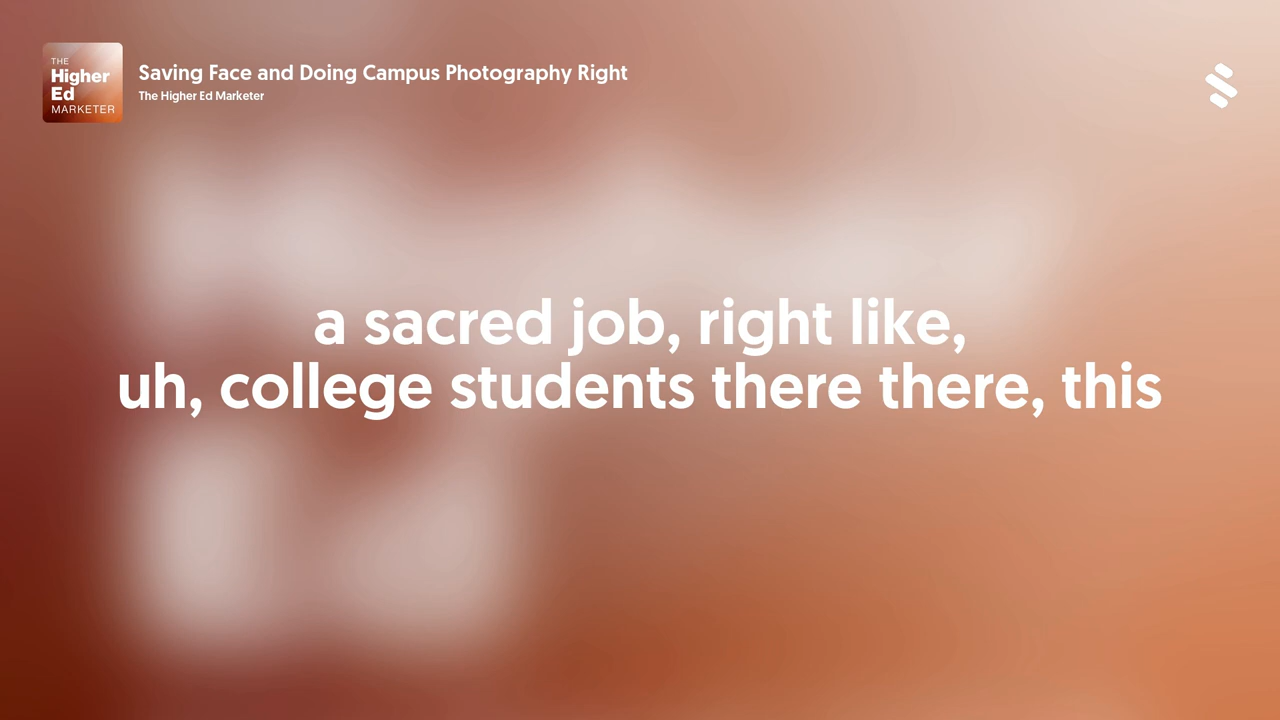 THE
Higher
Ed
MARKETER
Saving Face and Doing Campus Photography Right
The Higher Ed Marketer
a sacred job, right like,
uh, college students there there, this